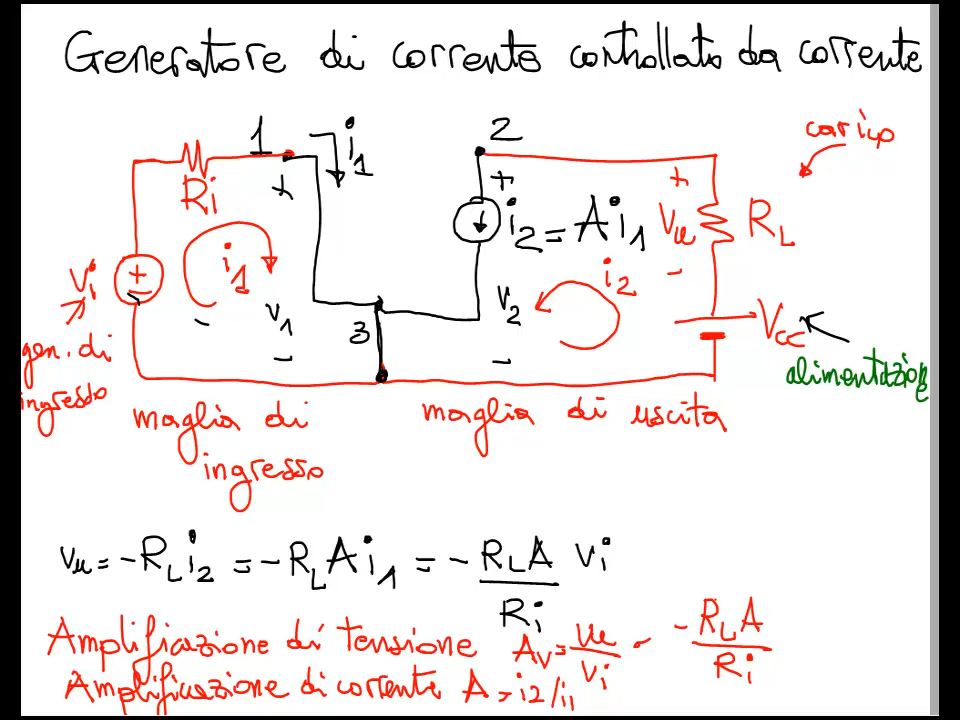 Generatore di corrente controllato da corrente
1
i1
2
carico
+
Ri
+
i2 = A i1
+
Vu
RL
-
Vi
+
-
i1
i2
V1
3
V2
VCC
-
-
gen. di
ingresso
alimentazione
maglia di
ingresso
maglia di uscita
Vu = -RL i2 = -RL A i1 = - RL A / Ri Vi
Amplificazione di tensione Av = Vu / Vi = -RL A / Ri
Amplificazione di corrente A = i2/i1